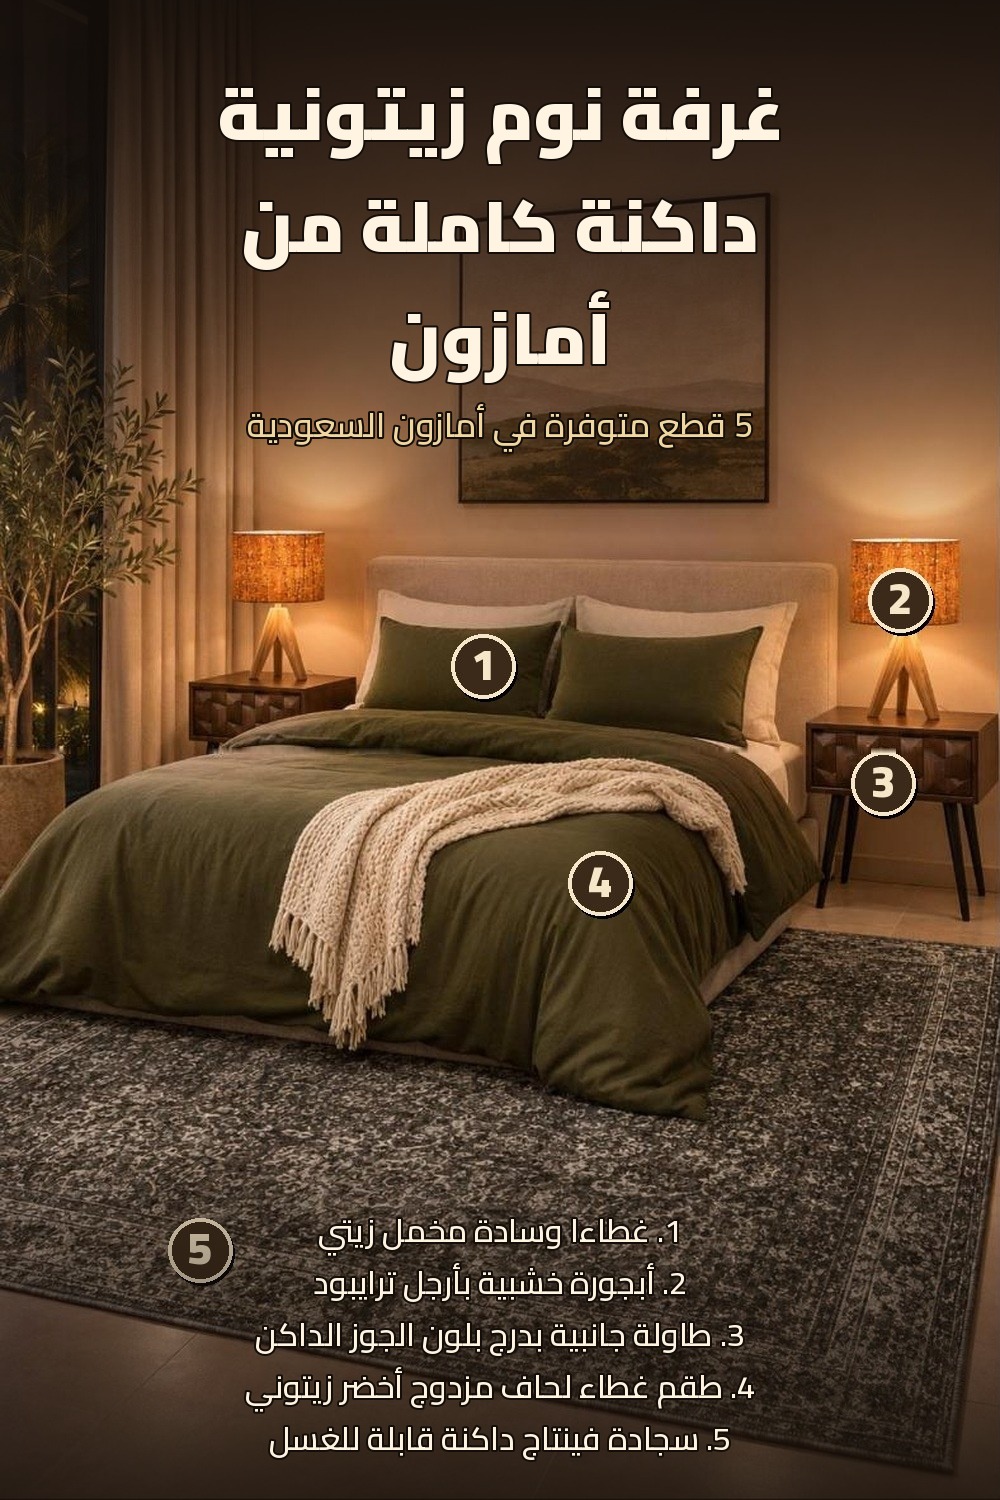 غرفة نوم زيتونية
داكنة كاملة من
أمازون
5 قطع متوفرة في أمازون السعودية
2
1
3
4
5
1. غطاءا وسادة مخمل زيتي
2. أبجورة خشبية بأرجل ترايبود
3. طاولة جانبية بدرج بلون الجوز الداكن
4. طقم غطاء لحاف مزدوج أخضر زيتوني
5. سجادة فينتاج داكنة قابلة للغسل